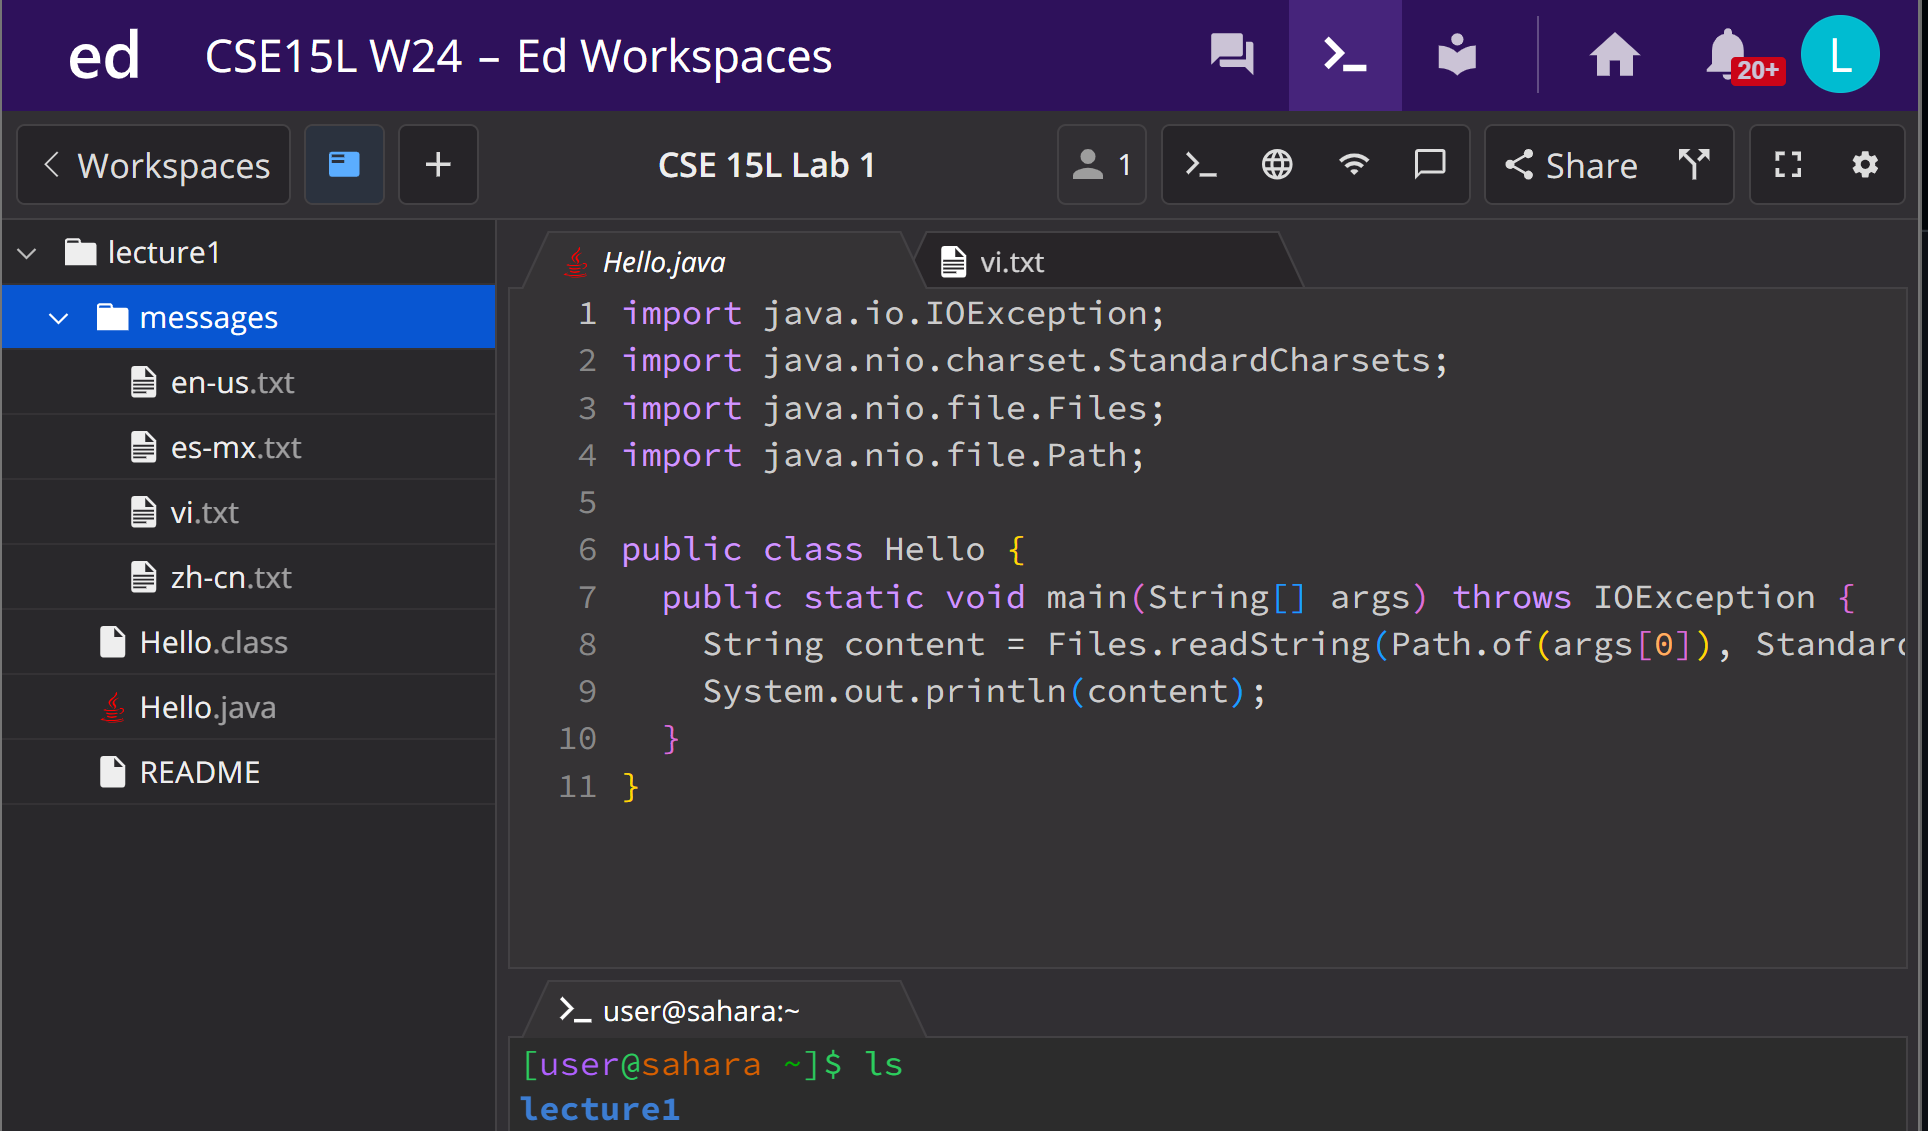 ed CSE15L W24 – Ed Workspaces 20+ L
Workspaces + CSE 15L Lab 1 1 Share
lecture1
messages
en-us.txt
es-mx.txt
vi.txt
zh-cn.txt
Hello.class
Hello.java
README
Hello.java vi.txt
1 import java.io.IOException;
2 import java.nio.charset.StandardCharsets;
3 import java.nio.file.Files;
4 import java.nio.file.Path;
5
6 public class Hello {
7   public static void main(String[] args) throws IOException {
8     String content = Files.readString(Path.of(args[0]), Standard
9     System.out.println(content);
10   }
11 }
user@sahara:~
[user@sahara ~]$ ls
lecture1